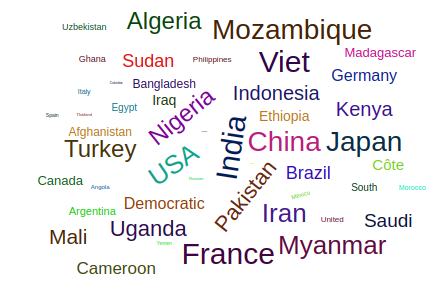 Uzbekistan
Algeria
Mozambique
Ghana
Sudan
Philippines
Viet
Madagascar
Germany
Italy
Bangladesh
Indonesia
Iraq
Egypt
Nigeria
Kenya
Spain
Thailand
Ethiopia
Afghanistan
India
China
Japan
Turkey
USA
Pakistan
Brazil
Côte
Canada
Angola
South
Morocco
Democratic
Mexico
Argentina
Iran
United
Saudi
Mali
Uganda
Yemen
France
Myanmar
Cameroon